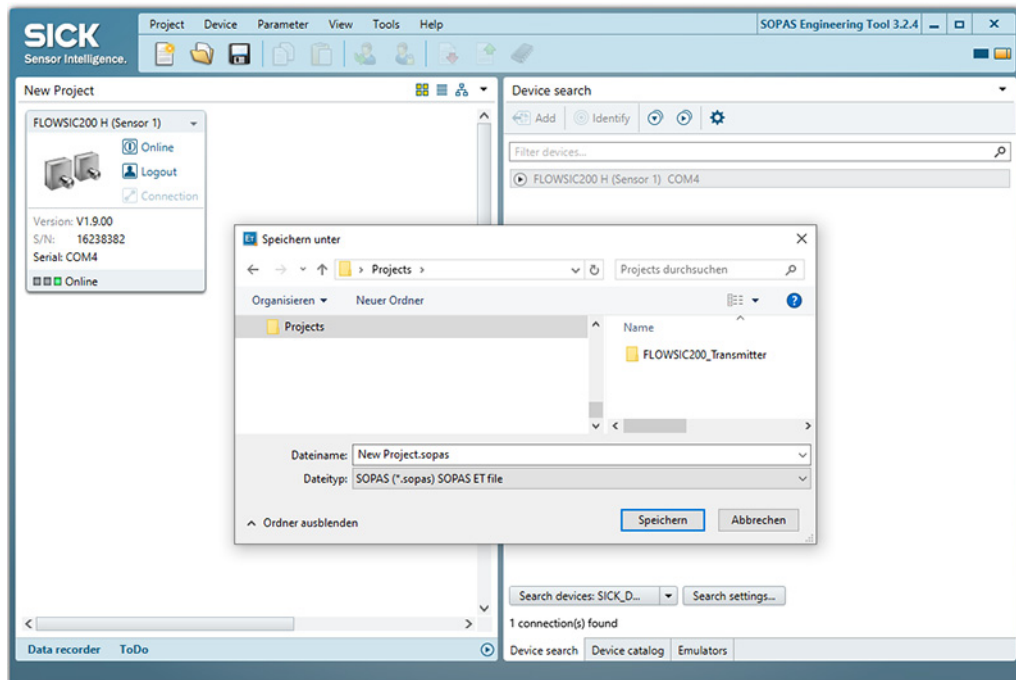 SICK
Sensor Intelligence.
Project Device Parameter View Tools Help
SOPAS Engineering Tool 3.2.4
New Project
FLOWSIC200 H (Sensor 1)
Online
Logout
Connection
Version: V1.9.00
S/N: 16238382
Serial: COM4
Online
Device search
Add Identify
Filter devices...
FLOWSIC200 H (Sensor 1) COM4
ET Speichern unter
Projects
Projects durchsuchen
Organisieren Neuer Ordner
Projects
Name
FLOWSIC200_Transmitter
Dateiname: New Project.sopas
Dateityp: SOPAS (*.sopas) SOPAS ET file
Ordner ausblenden
Speichern Abbrechen
Search devices: SICK_D... Search settings...
1 connection(s) found
Data recorder ToDo
Device search Device catalog Emulators